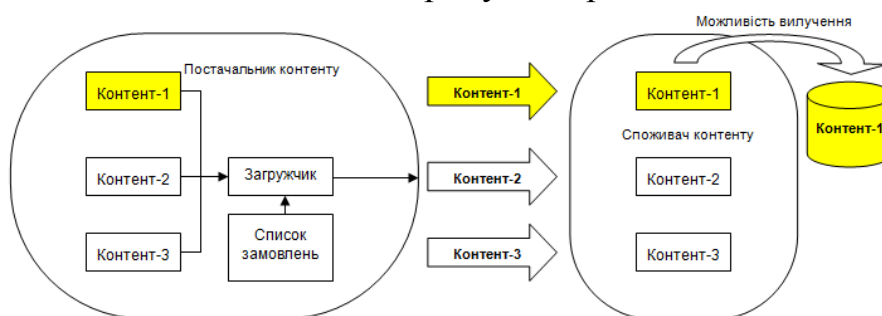 Можливість вилучення
Постачальник контенту
Контент-1
Контент-1
Контент-1
Контент-1
Споживач контенту
Контент-2
Загружчик
Контент-2
Контент-2
Список
замовлень
Контент-3
Контент-3
Контент-3